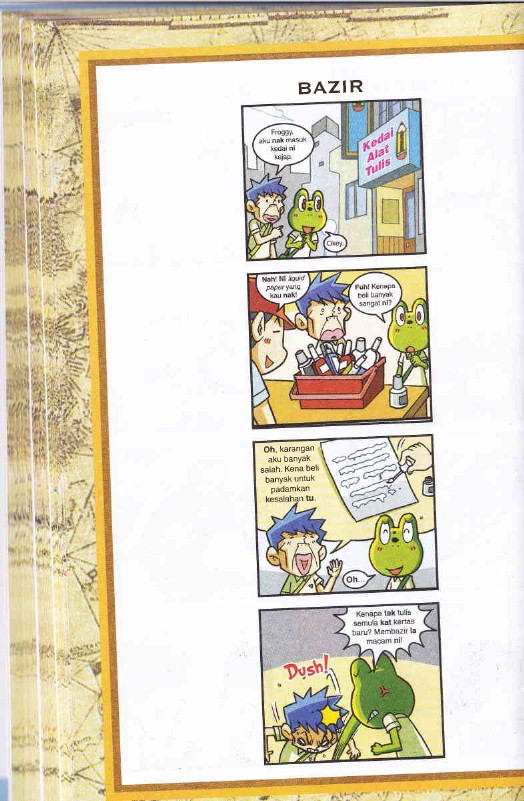 BAZIR
Froggy,
aku nak masuk
kedai ni
kejap.
Kedai
Alat
Tulis
Okey.
Nah! Ni liquid
paper yang
kau nak!
Puh! Kenapa
beli banyak
sangat ni?
Oh, karangan
aku banyak
salah. Kena beli
banyak untuk
padamkan
kesalahan tu.
Oh...
Kenapa tak tulis
semula kat kertas
baru? Membazir la
macam ni!
Dush!